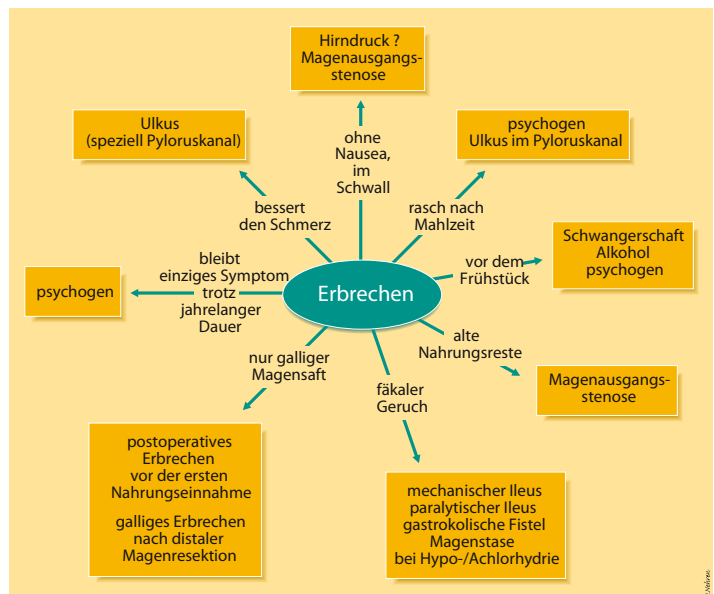 Hirndruck ?
Magenausgangs-
stenose
Ulkus
(speziell Pyloruskanal)
psychogen
Ulkus im Pyloruskanal
ohne
Nausea,
im
Schwall
bessert
den Schmerz
rasch nach
Mahlzeit
Schwangerschaft
Alkohol
psychogen
vor dem
Frühstück
bleibt
einziges Symptom
trotz
jahrelanger
Dauer
psychogen
Erbrechen
alte
Nahrungsreste
Magenausgangs-
stenose
nur galliger
Magensaft
fäkaler
Geruch
postoperatives
Erbrechen
vor der ersten
Nahrungseinnahme
galliges Erbrechen
nach distaler
Magenresektion
mechanischer Ileus
paralytischer Ileus
gastrokolische Fistel
Magenstase
bei Hypo-/Achlorhydrie